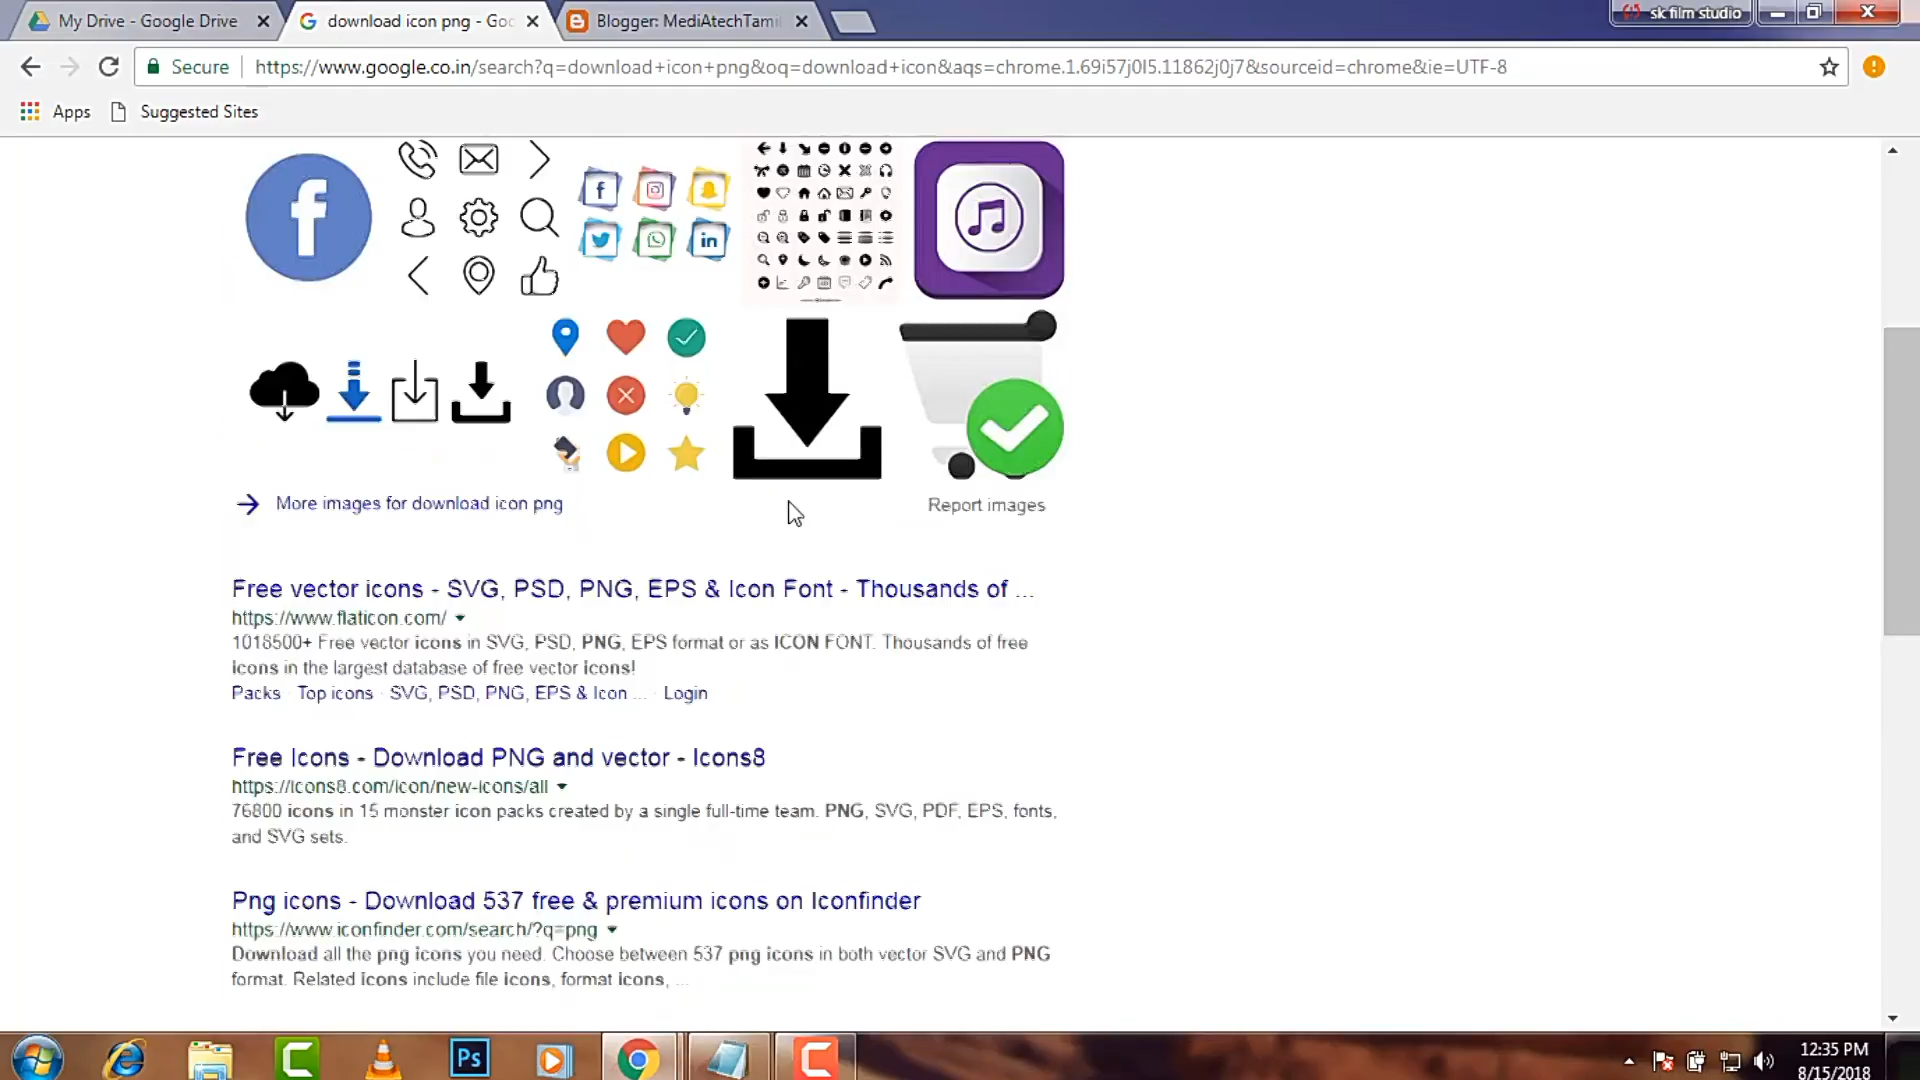 My Drive - Google Drive
download icon png - Goo
Blogger: MediAtechTami
sk film studio
Secure
https://www.google.co.in/search?q=download+icon+png&oq=download+icon&aqs=chrome.1.69i57j0l5.11862j0j7&sourceid=chrome&ie=UTF-8
Apps
Suggested Sites
More images for download icon png
Report images
Free vector icons - SVG, PSD, PNG, EPS & Icon Font - Thousands of ...
https://www.flaticon.com/
1018500+ Free vector icons in SVG, PSD, PNG, EPS format or as ICON FONT. Thousands of free
icons in the largest database of free vector icons!
Packs · Top icons · SVG, PSD, PNG, EPS & Icon ... · Login
Free Icons - Download PNG and vector - Icons8
https://icons8.com/icon/new-icons/all
76800 icons in 15 monster icon packs created by a single full-time team. PNG, SVG, PDF, EPS, fonts,
and SVG sets.
Png icons - Download 537 free & premium icons on Iconfinder
https://www.iconfinder.com/search/?q=png
Download all the png icons you need. Choose between 537 png icons in both vector SVG and PNG
format. Related icons include file icons, format icons, ...
Ps
12:35 PM
8/15/2018